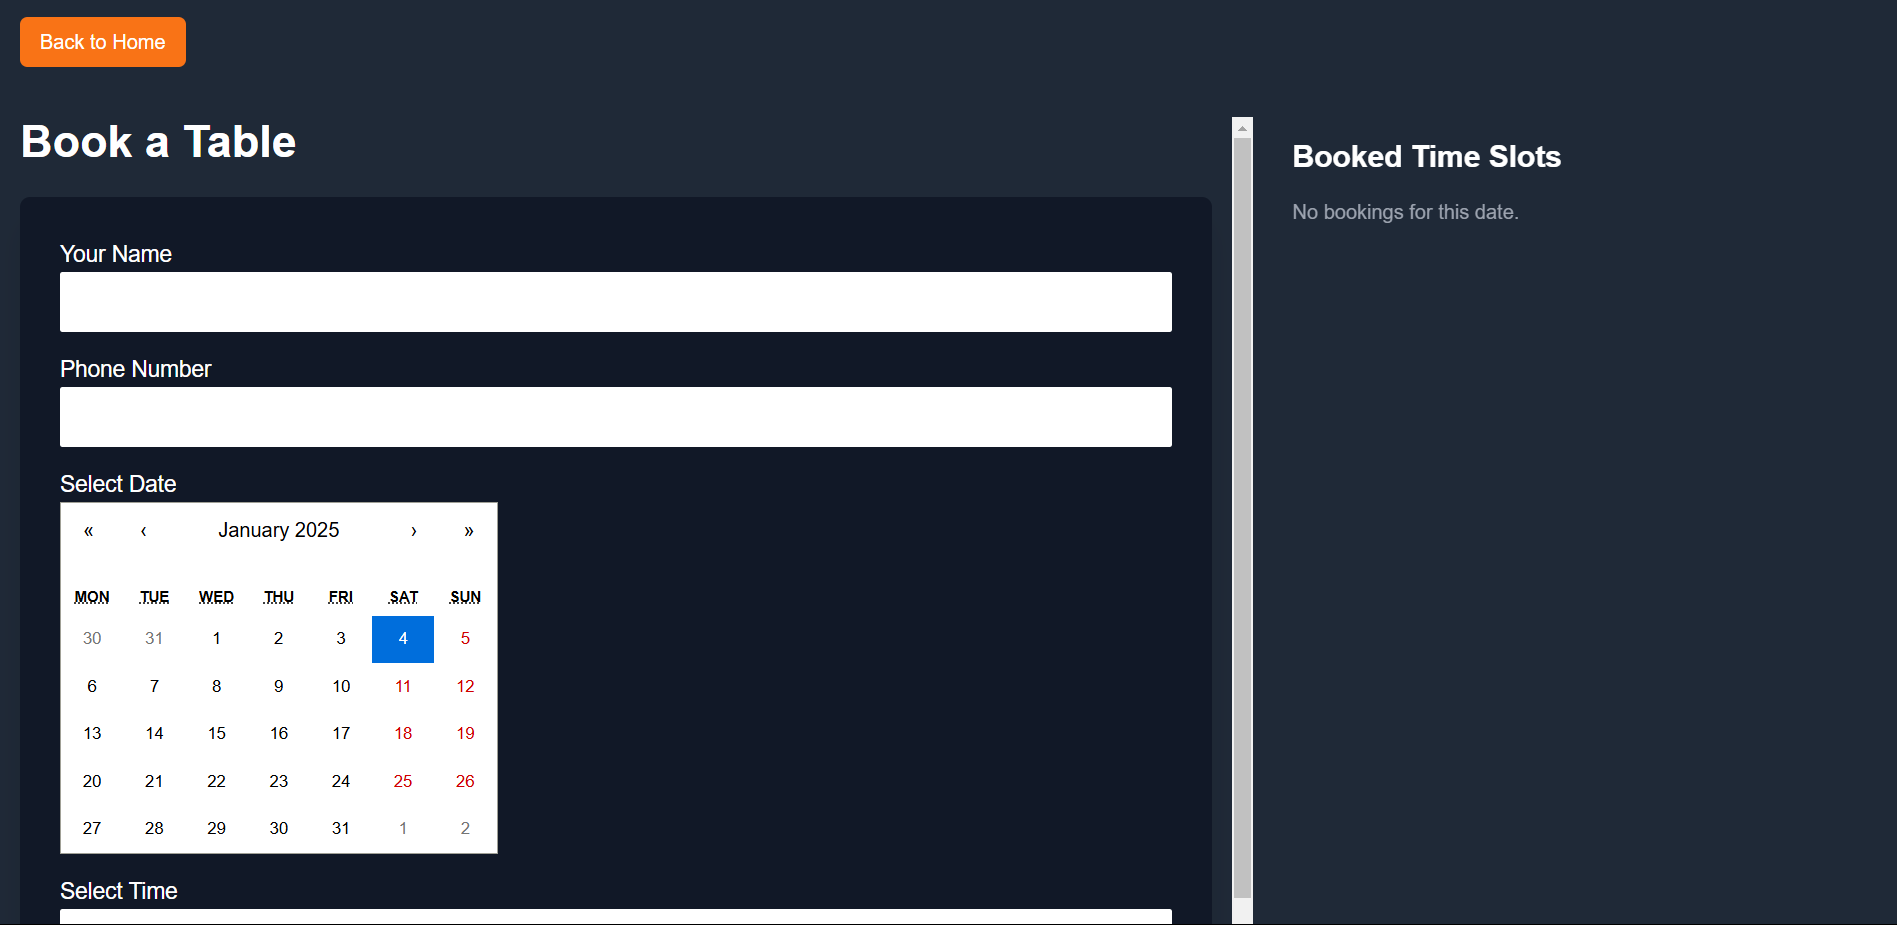 Back to Home
Book a Table
Your Name
Phone Number
Select Date
« ‹ January 2025 › »
MON TUE WED THU FRI SAT SUN
30 31 1 2 3 4 5
6 7 8 9 10 11 12
13 14 15 16 17 18 19
20 21 22 23 24 25 26
27 28 29 30 31 1 2
Select Time
Booked Time Slots
No bookings for this date.